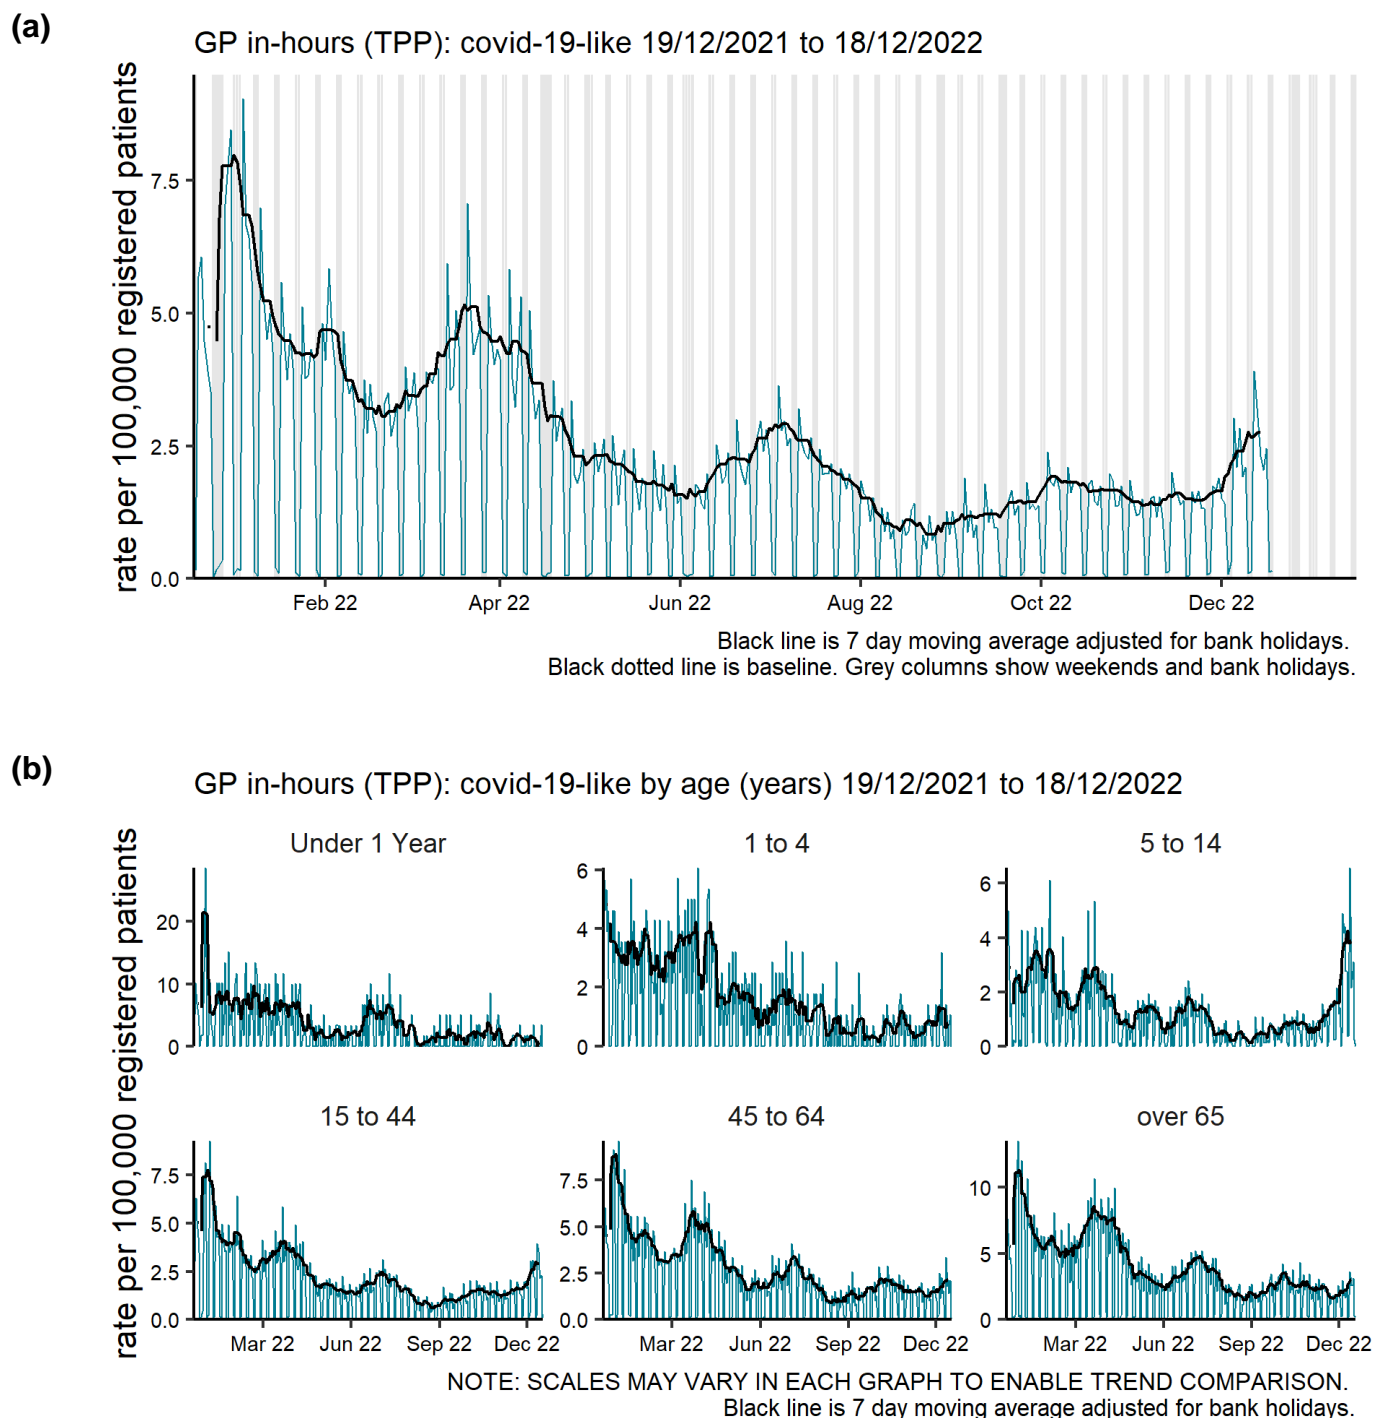 (a)
GP in-hours (TPP): covid-19-like 19/12/2021 to 18/12/2022
rate per 100,000 registered patients
7.5
5.0
2.5
0.0
Feb 22 Apr 22 Jun 22 Aug 22 Oct 22 Dec 22
Black line is 7 day moving average adjusted for bank holidays.
Black dotted line is baseline. Grey columns show weekends and bank holidays.
(b)
GP in-hours (TPP): covid-19-like by age (years) 19/12/2021 to 18/12/2022
rate per 100,000 registered patients
Under 1 Year
20
10
0
1 to 4
6
4
2
0
5 to 14
6
4
2
0
15 to 44
7.5
5.0
2.5
0.0
Mar 22 Jun 22 Sep 22 Dec 22
45 to 64
7.5
5.0
2.5
0.0
Mar 22 Jun 22 Sep 22 Dec 22
over 65
10
5
0
Mar 22 Jun 22 Sep 22 Dec 22
NOTE: SCALES MAY VARY IN EACH GRAPH TO ENABLE TREND COMPARISON.
Black line is 7 day moving average adjusted for bank holidays.